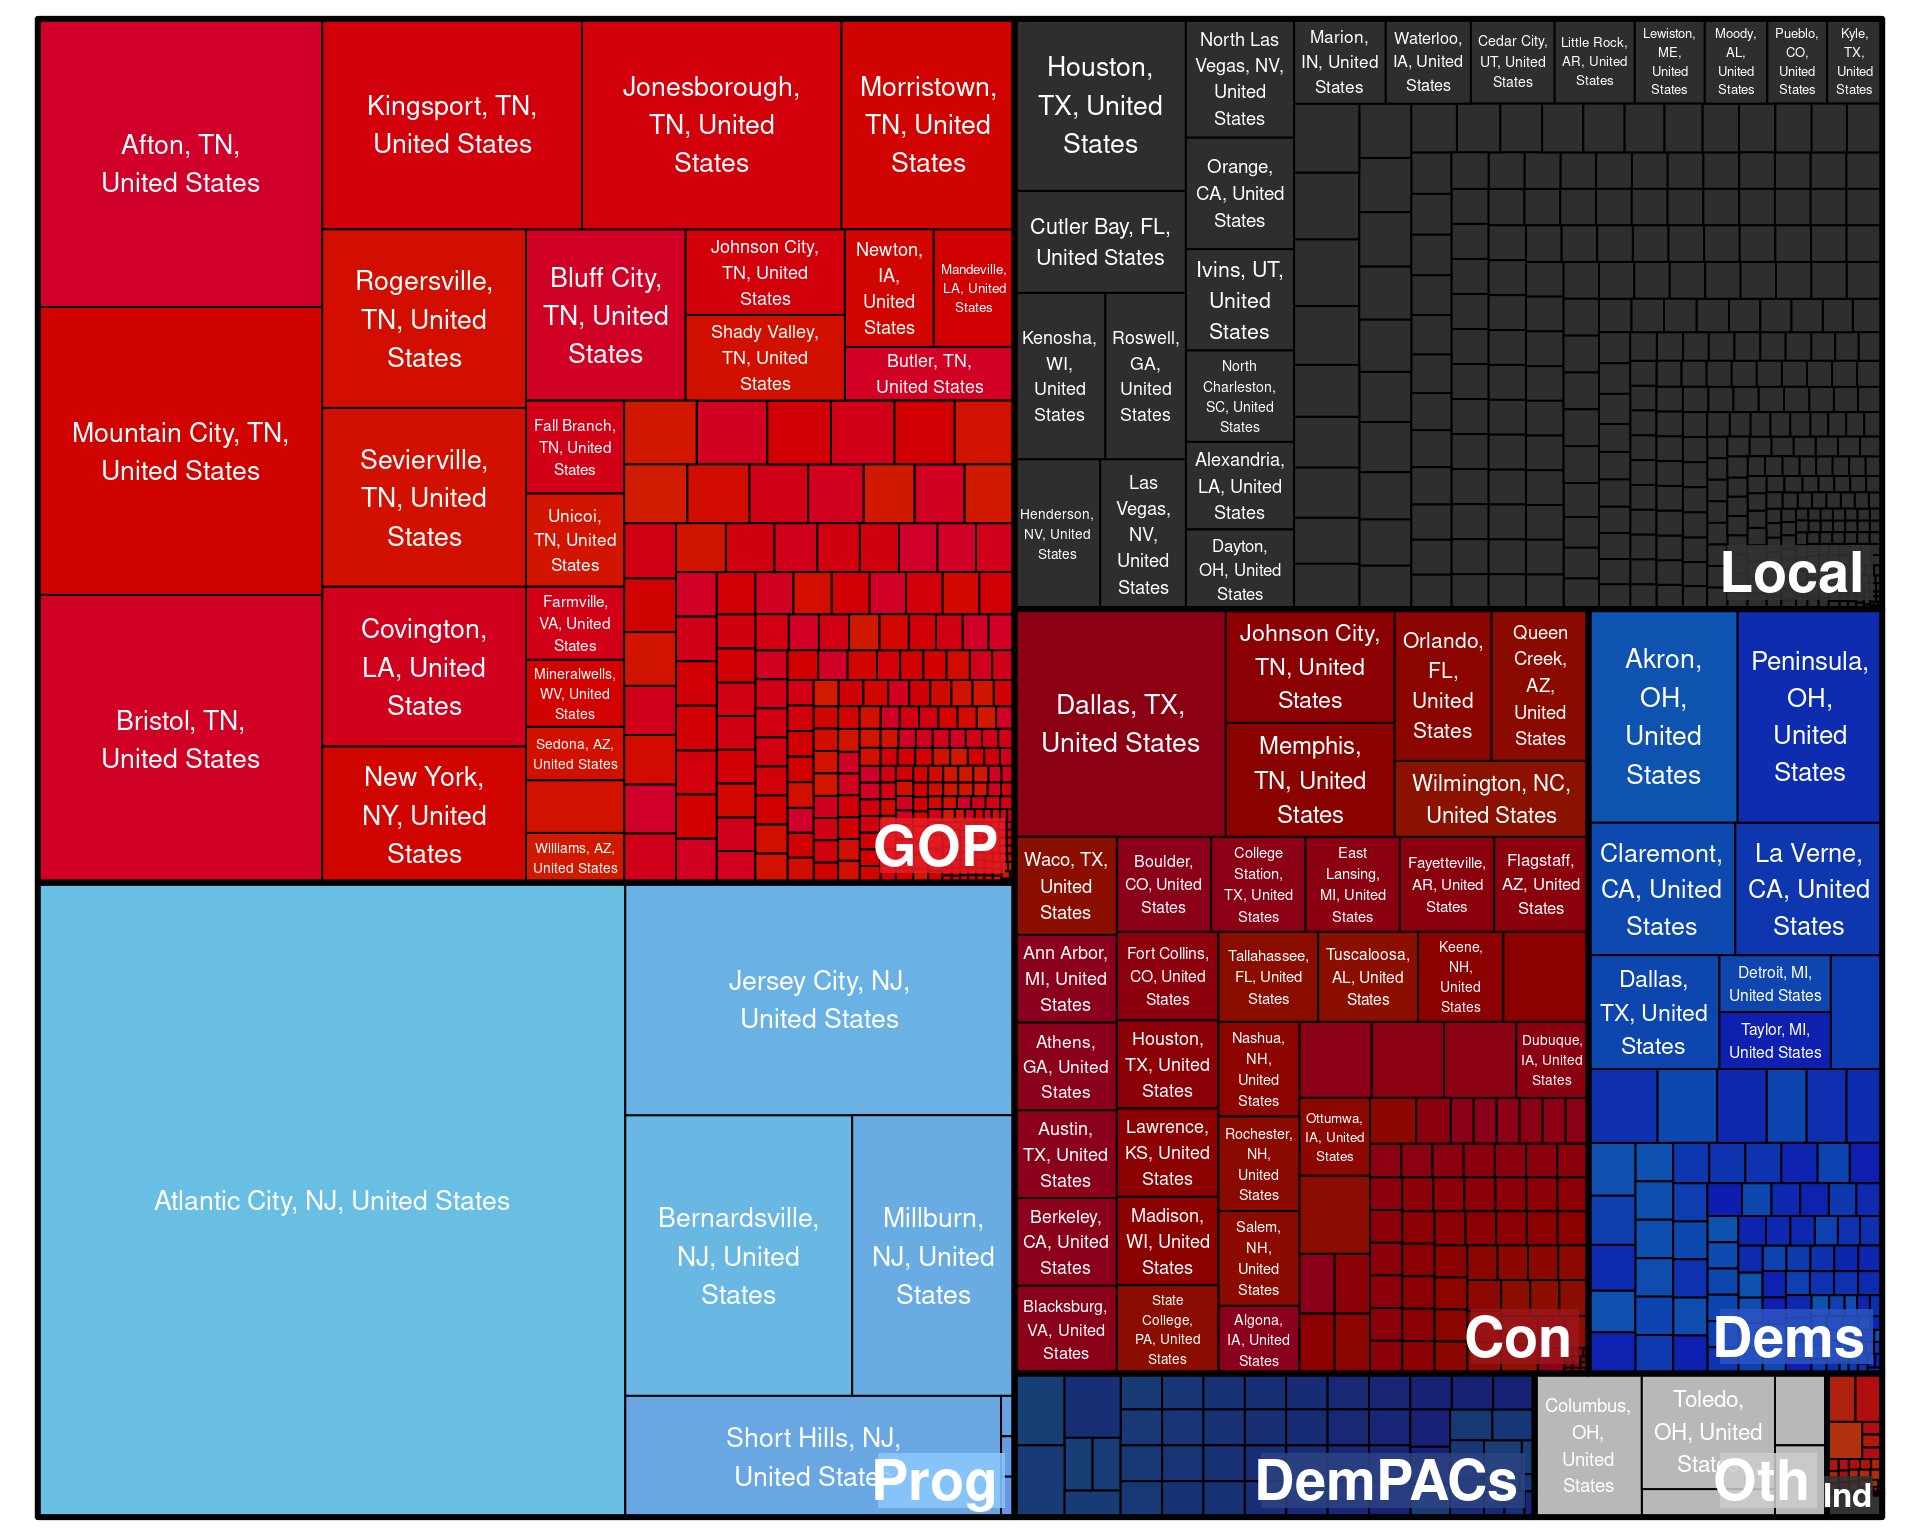 Afton, TN,
United States
Mountain City, TN,
United States
Bristol, TN,
United States
Kingsport, TN,
United States
Jonesborough,
TN, United
States
Morristown,
TN, United
States
Rogersville,
TN, United
States
Sevierville,
TN, United
States
Covington,
LA, United
States
New York,
NY, United
States
Bluff City,
TN, United
States
Johnson City,
TN, United
States
Shady Valley,
TN, United
States
Newton,
IA,
United
States
Mandeville,
LA, United
States
Butler, TN,
United States
Fall Branch,
TN, United
States
Unicoi,
TN, United
States
Farmville,
VA, United
States
Mineralwells,
WV, United
States
Sedona, AZ,
United States
Williams, AZ,
United States
GOP
Atlantic City, NJ, United States
Jersey City, NJ,
United States
Bernardsville,
NJ, United
States
Millburn,
NJ, United
States
Short Hills, NJ,
United States
Prog
Houston,
TX, United
States
Cutler Bay, FL,
United States
Kenosha,
WI,
United
States
Roswell,
GA,
United
States
Henderson,
NV, United
States
Las
Vegas,
NV,
United
States
North Las
Vegas, NV,
United
States
Orange,
CA, United
States
Ivins, UT,
United
States
North
Charleston,
SC, United
States
Alexandria,
LA, United
States
Dayton,
OH, United
States
Marion,
IN, United
States
Waterloo,
IA, United
States
Cedar City,
UT, United
States
Little Rock,
AR, United
States
Lewiston,
ME,
United
States
Moody,
AL,
United
States
Pueblo,
CO,
United
States
Kyle,
TX,
United
States
Local
Dallas, TX,
United States
Johnson City,
TN, United
States
Memphis,
TN, United
States
Orlando,
FL,
United
States
Queen
Creek,
AZ,
United
States
Wilmington, NC,
United States
Waco, TX,
United
States
Ann Arbor,
MI, United
States
Athens,
GA, United
States
Austin,
TX, United
States
Berkeley,
CA, United
States
Blacksburg,
VA, United
States
Boulder,
CO, United
States
College
Station,
TX, United
States
East
Lansing,
MI, United
States
Fayetteville,
AR, United
States
Flagstaff,
AZ, United
States
Fort Collins,
CO, United
States
Houston,
TX, United
States
Lawrence,
KS, United
States
Madison,
WI, United
States
State
College,
PA, United
States
Tallahassee,
FL, United
States
Tuscaloosa,
AL, United
States
Keene,
NH,
United
States
Nashua,
NH,
United
States
Rochester,
NH,
United
States
Salem,
NH,
United
States
Algona,
IA, United
States
Dubuque,
IA, United
States
Ottumwa,
IA, United
States
Con
Akron,
OH,
United
States
Peninsula,
OH,
United
States
Claremont,
CA, United
States
La Verne,
CA, United
States
Dallas,
TX, United
States
Detroit, MI,
United States
Taylor, MI,
United States
Dems
DemPACs
Columbus,
OH,
United
States
Toledo,
OH, United
States
Oth
Ind